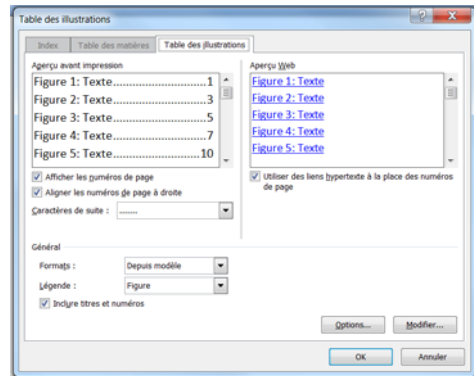 Table des illustrations
Index
Table des matières
Table des illustrations
Aperçu avant impression
Figure 1: Texte..............................1
Figure 2: Texte..............................3
Figure 3: Texte..............................5
Figure 4: Texte..............................7
Figure 5: Texte............................10
Aperçu Web
Figure 1: Texte
Figure 2: Texte
Figure 3: Texte
Figure 4: Texte
Figure 5: Texte
Afficher les numéros de page
Aligner les numéros de page à droite
Caractères de suite : ........
Utiliser des liens hypertexte à la place des numéros
de page
Général
Formats : Depuis modèle
Légende : Figure
Inclure titres et numéros
Options... Modifier...
OK Annuler